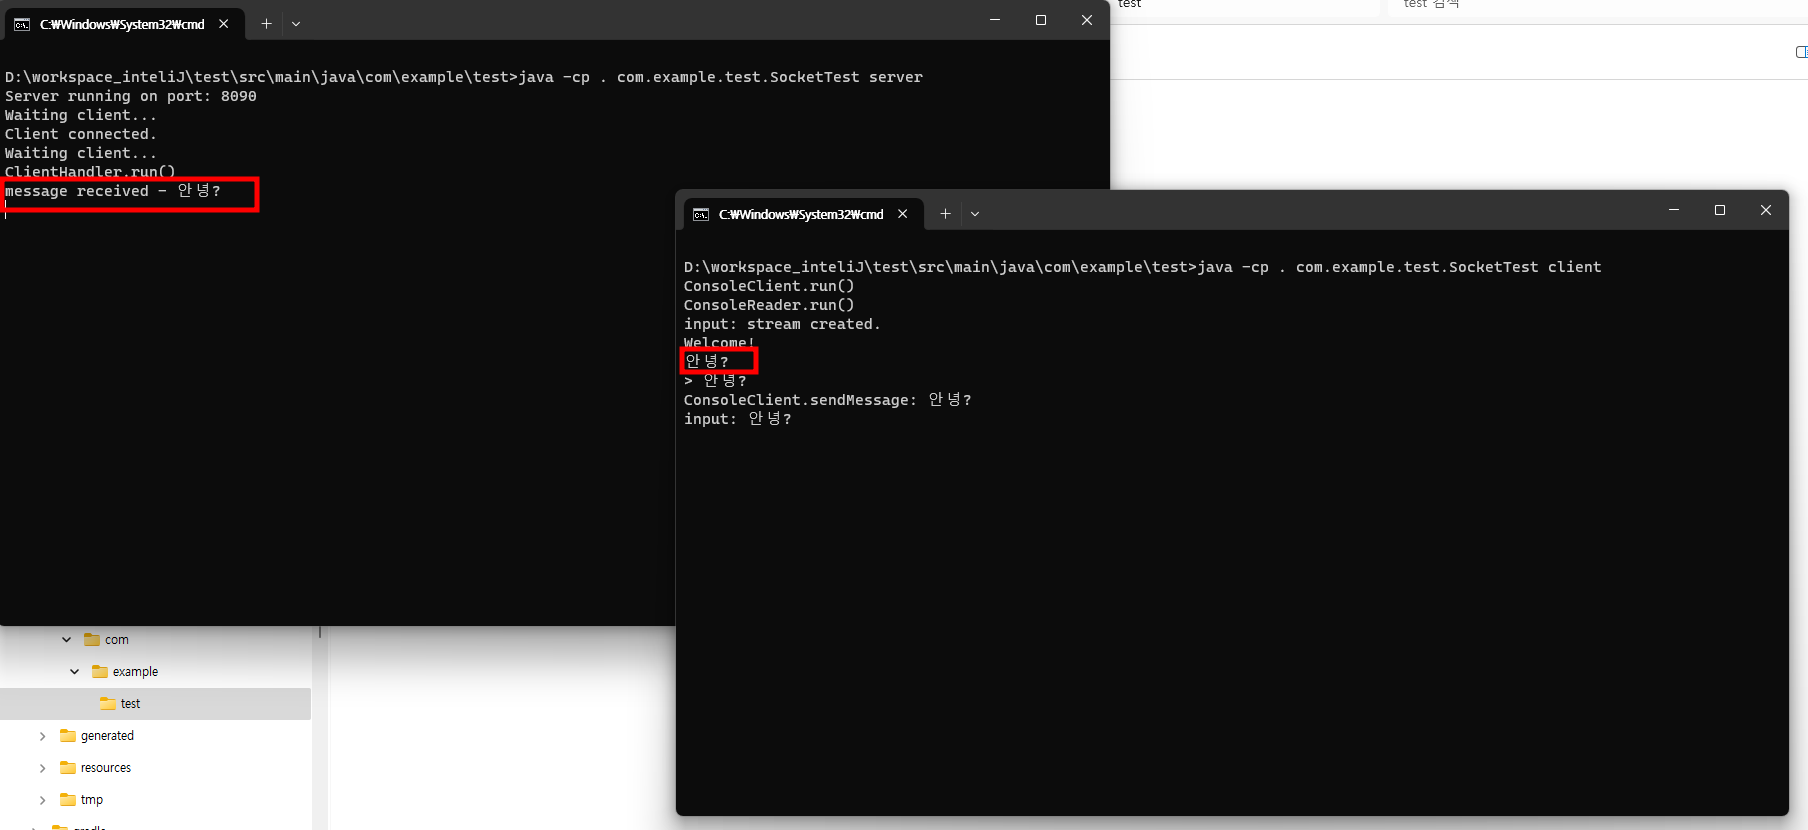 C:₩Windows₩System32₩cmd
D:\workspace_inteliJ\test\src\main\java\com\example\test>java -cp . com.example.test.SocketTest server
Server running on port: 8090
Waiting client...
Client connected.
Waiting client...
ClientHandler.run()
message received - 안녕?
test
test 검색
C:₩Windows₩System32₩cmd
D:\workspace_inteliJ\test\src\main\java\com\example\test>java -cp . com.example.test.SocketTest client
ConsoleClient.run()
ConsoleReader.run()
input: stream created.
Welcome!
안녕?
> 안녕?
ConsoleClient.sendMessage: 안녕?
input: 안녕?
com
example
test
generated
resources
tmp
gradle